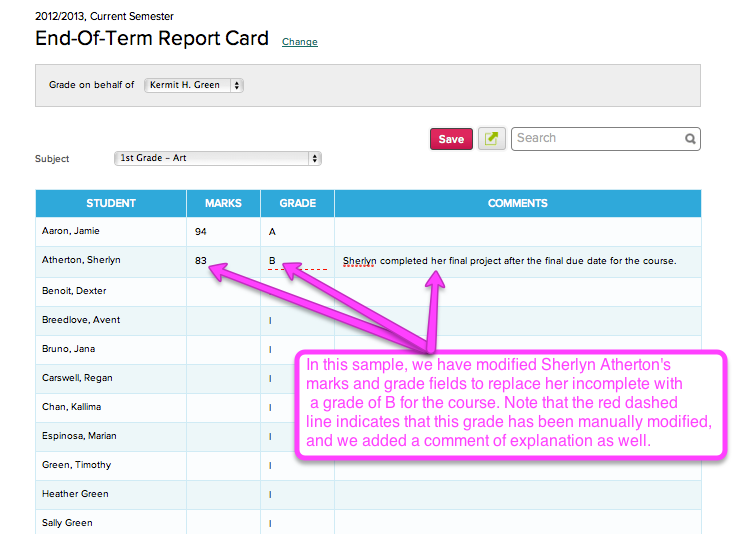 2012/2013, Current Semester
End-Of-Term Report Card Change
Grade on behalf of Kermit H. Green
Save Search
Subject 1st Grade - Art
STUDENT MARKS GRADE COMMENTS
Aaron, Jamie 94 A
Atherton, Sherlyn 83 B Sherlyn completed her final project after the final due date for the course.
Benoit, Dexter
Breedlove, Avent I
Bruno, Jana I
Carswell, Regan I
Chan, Kallima I
Espinosa, Marian I
Green, Timothy I
Heather Green I
Sally Green I
In this sample, we have modified Sherlyn Atherton's
marks and grade fields to replace her incomplete with
a grade of B for the course. Note that the red dashed
line indicates that this grade has been manually modified,
and we added a comment of explanation as well.